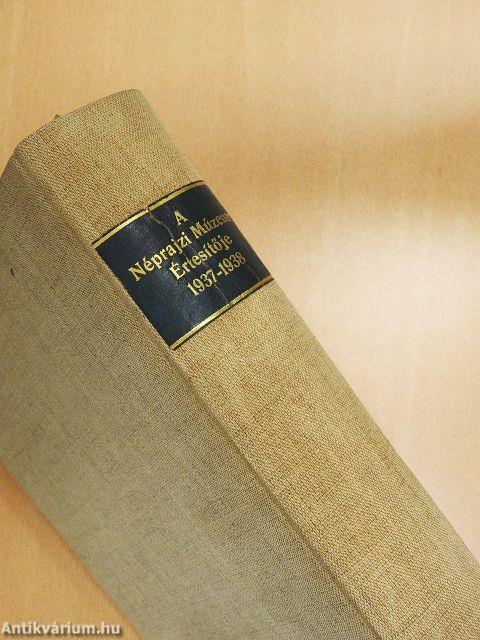 A
Néprajzi Múzeum
Értesítője
1937-1938
Antikvárium.hu